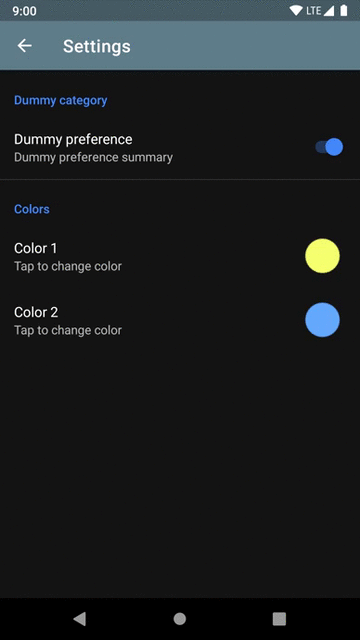 9:00
LTE
Settings
Dummy category
Dummy preference
Dummy preference summary
Colors
Color 1
Tap to change color
Color 2
Tap to change color